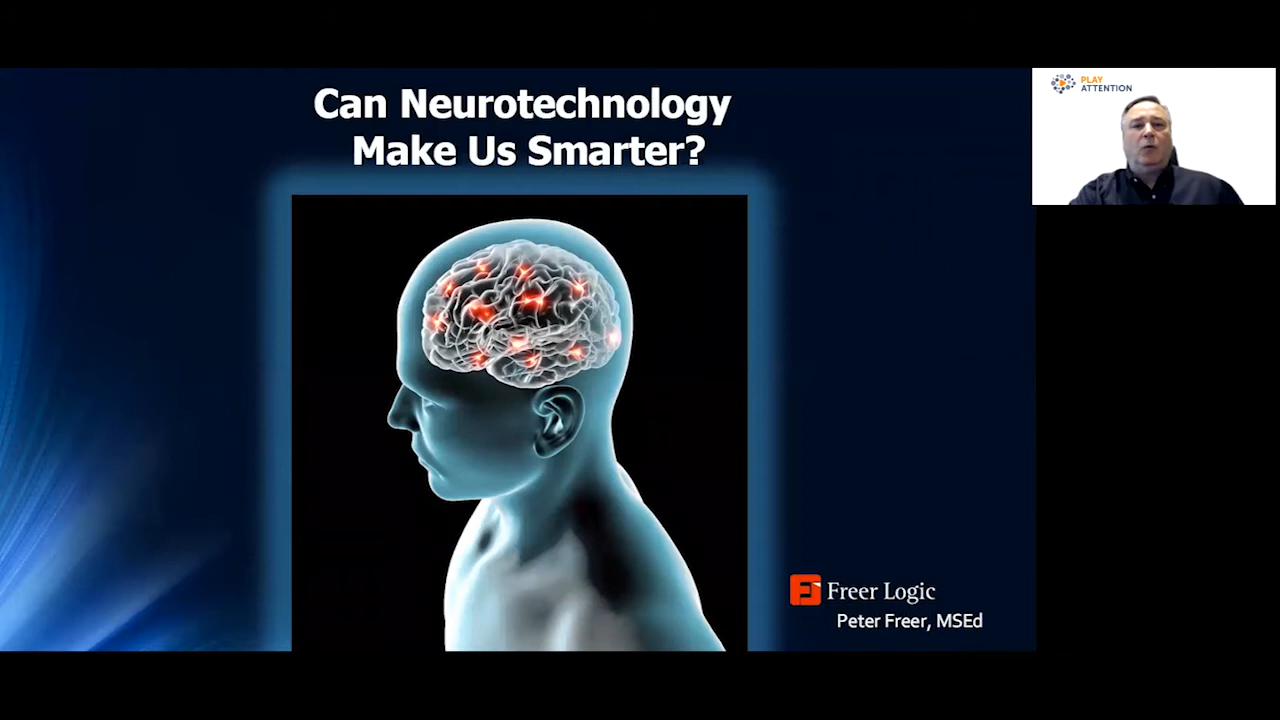 Can Neurotechnology
Make Us Smarter?
PLAY
ATTENTION
Freer Logic
Peter Freer, MSEd